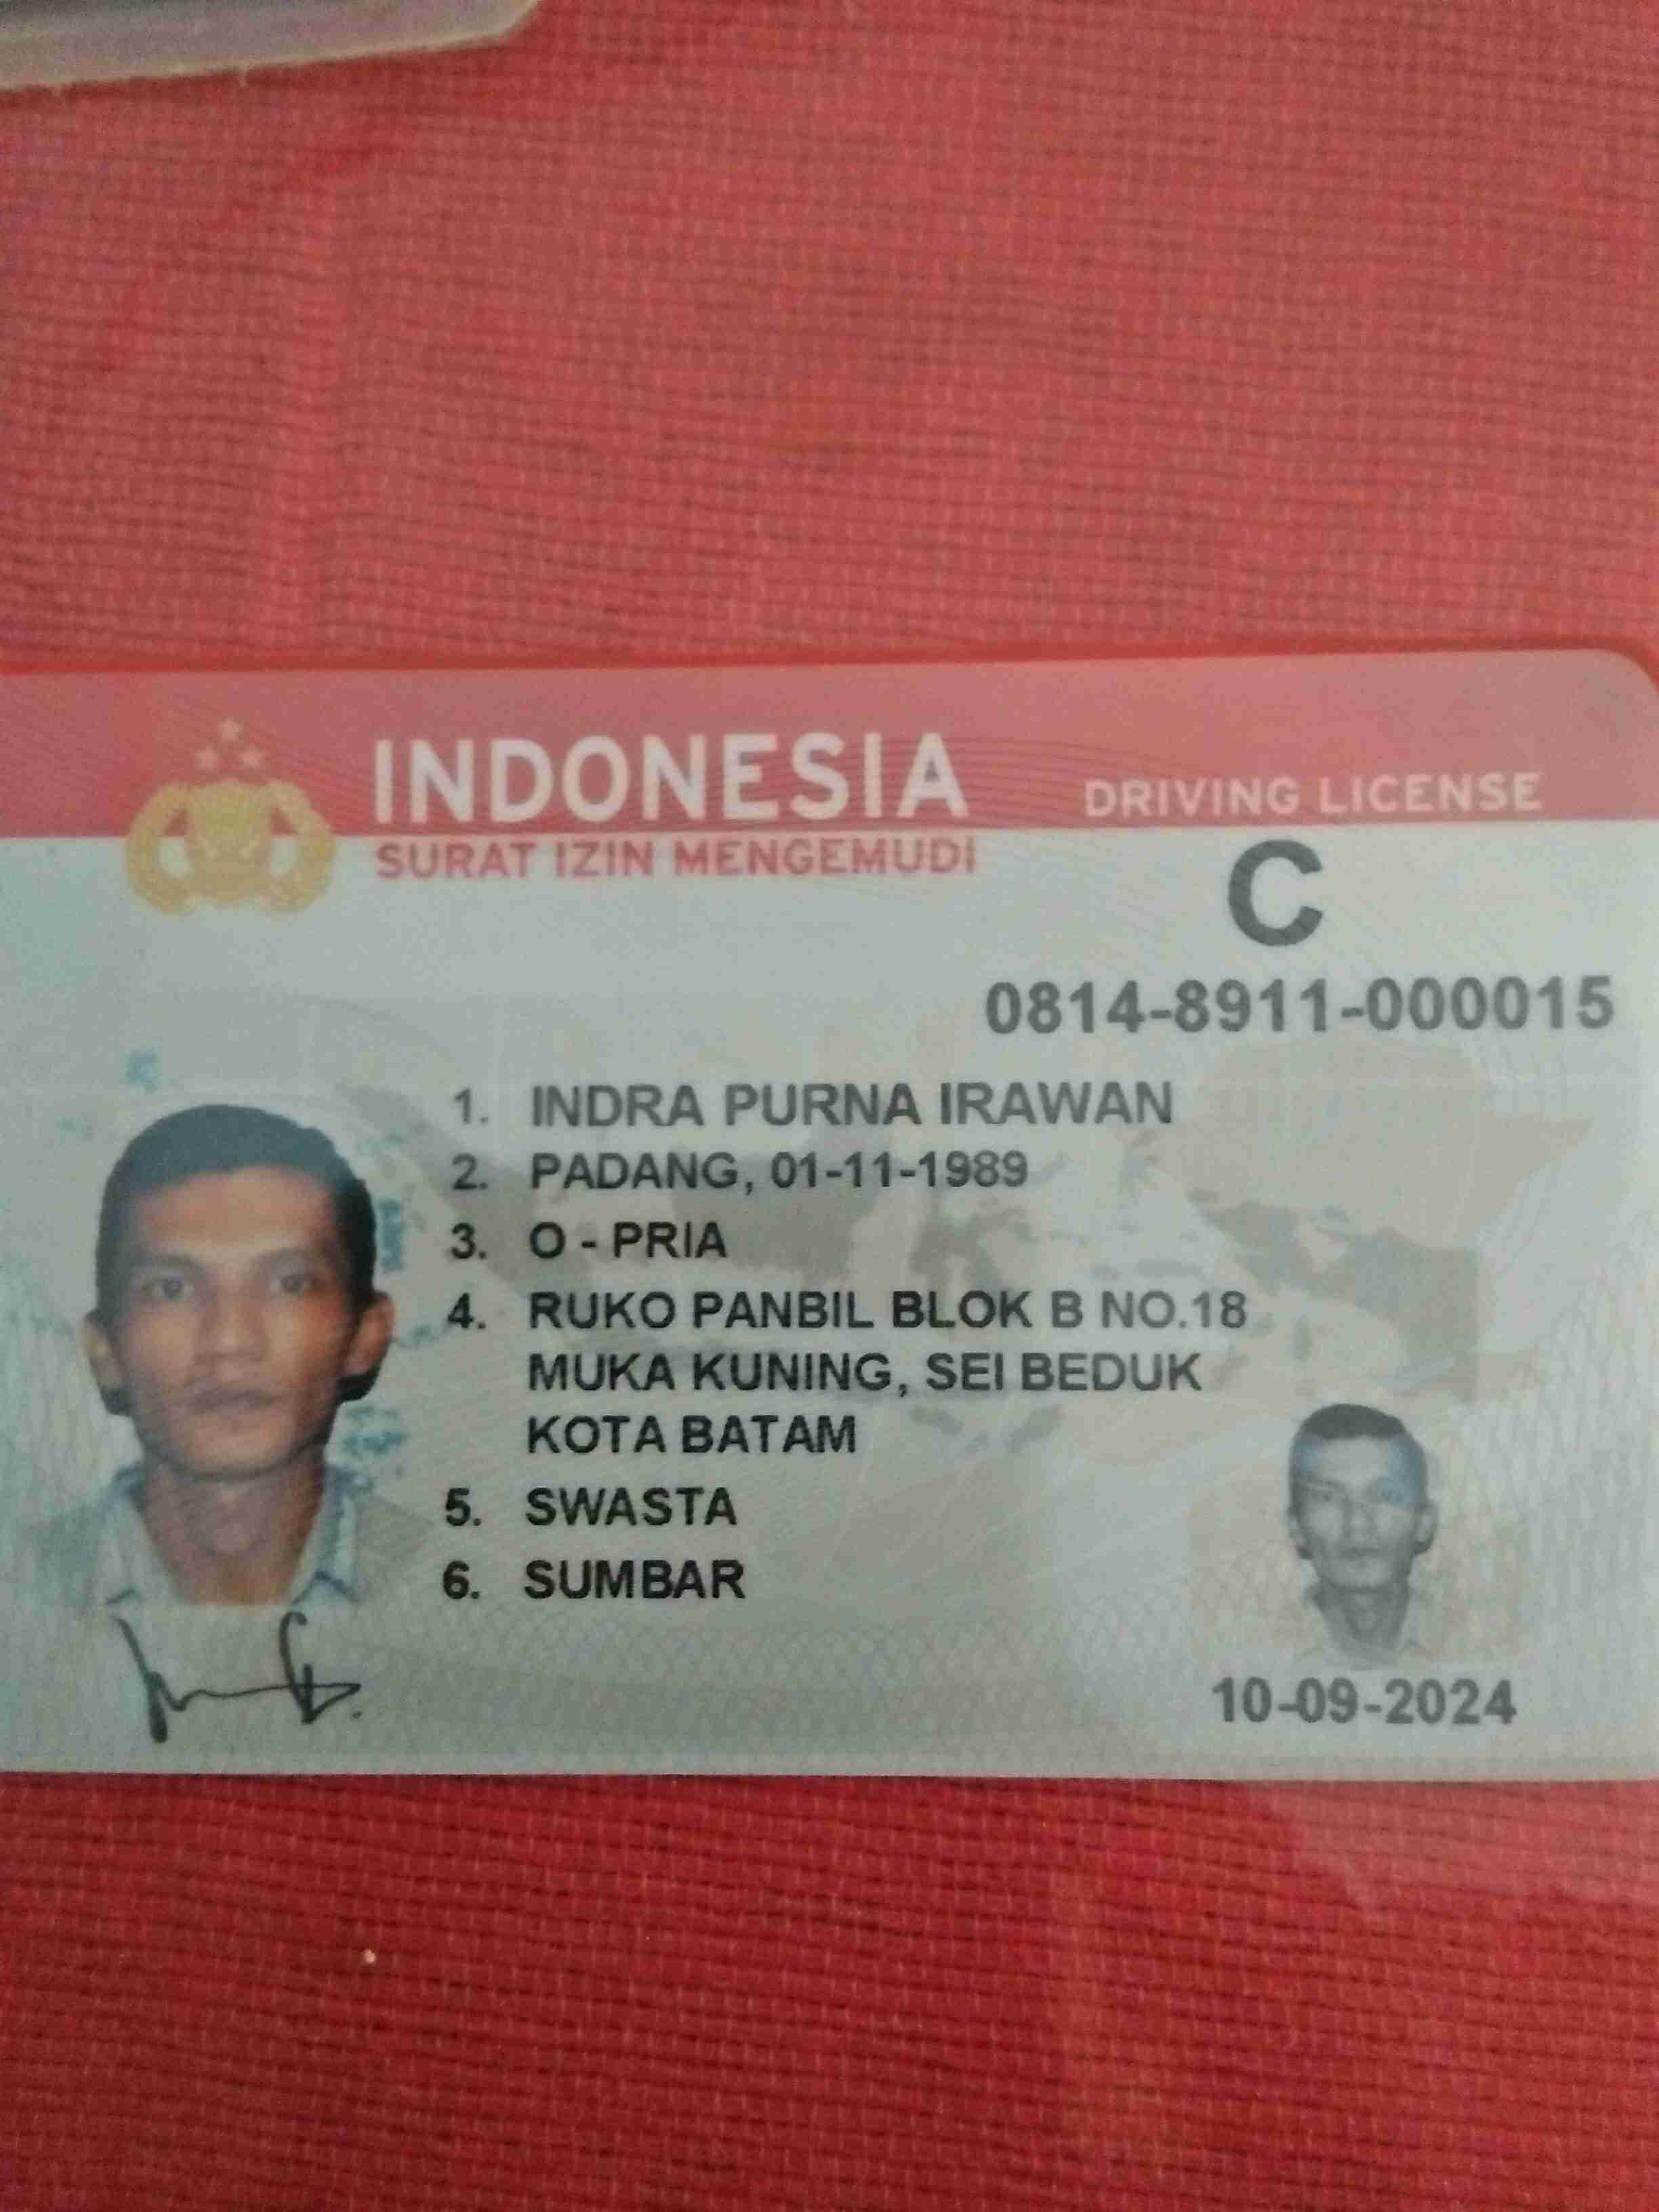 INDONESIA
DRIVING LICENSE
SURAT IZIN MENGEMUDI
C
0814-8911-000015
1. INDRA PURNA IRAWAN
2. PADANG, 01-11-1989
3. O - PRIA
4. RUKO PANBIL BLOK B NO.18
MUKA KUNING, SEI BEDUK
KOTA BATAM
5. SWASTA
6. SUMBAR
10-09-2024